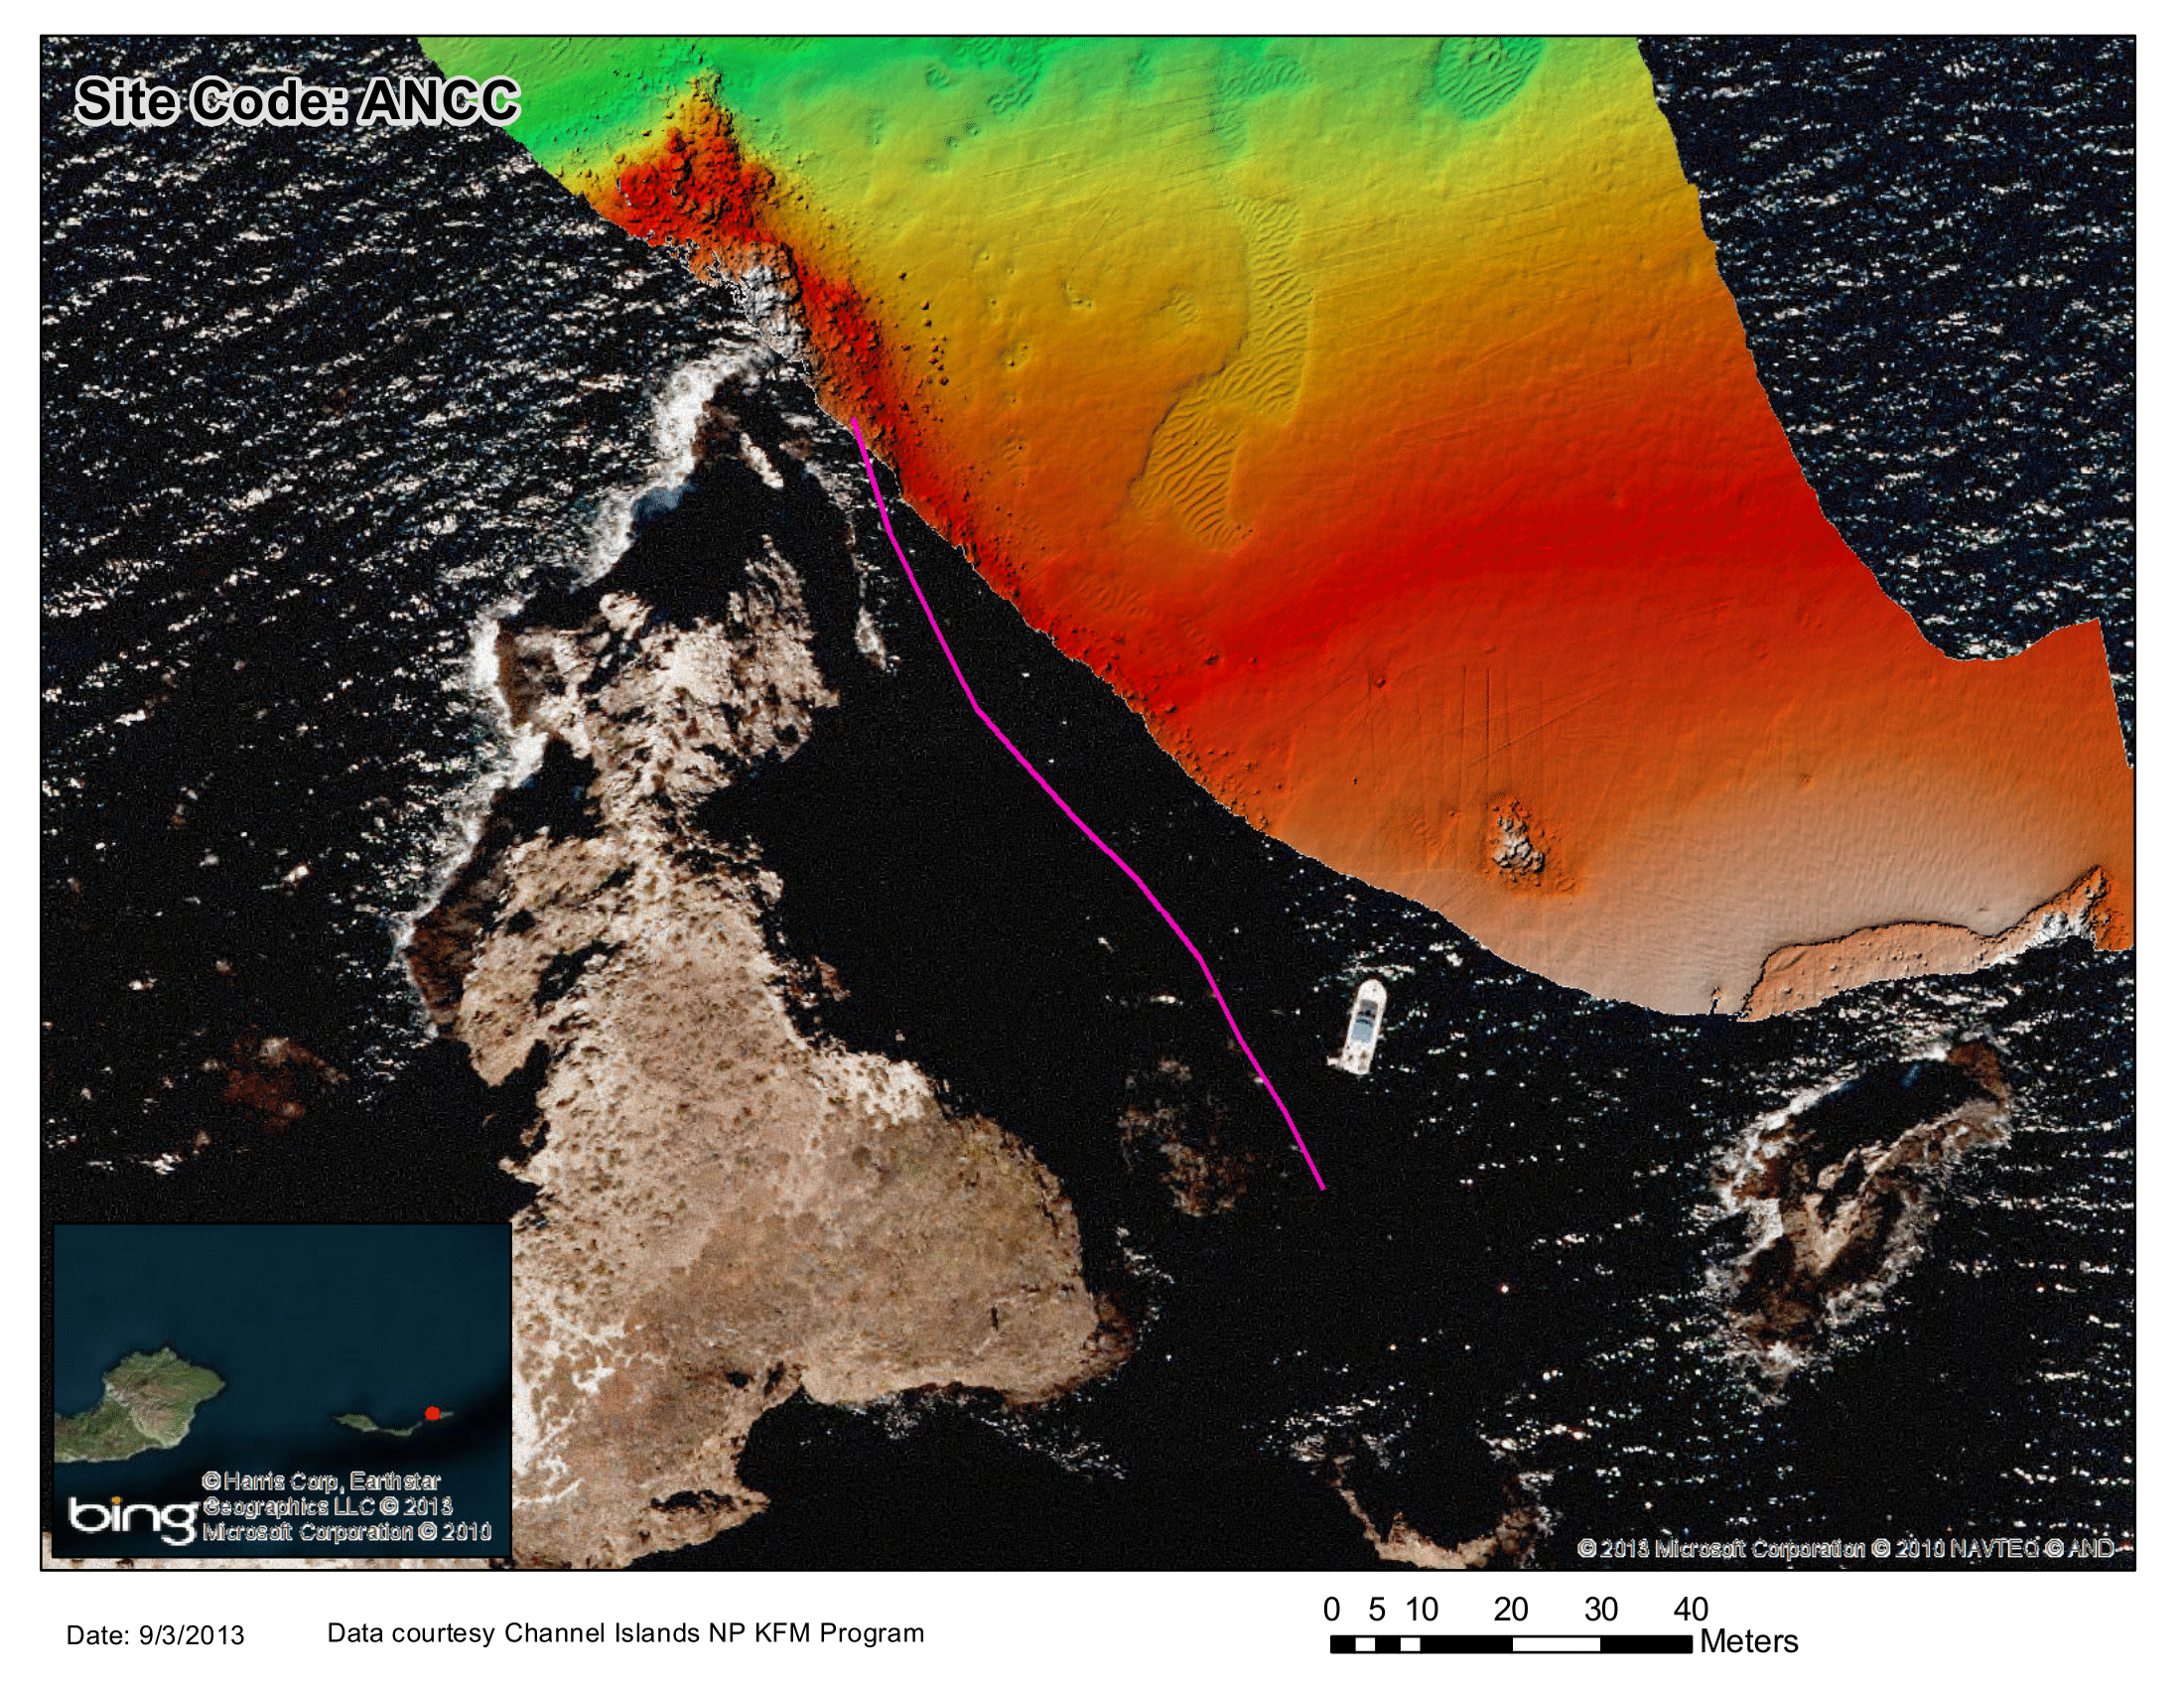 Site Code: ANCC
© Harris Corp, Earthstar
Geographics LLC © 2013
Microsoft Corporation © 2010
bing
© 2013 Microsoft Corporation © 2010 NAVTEQ © AND
Date: 9/3/2013
Data courtesy Channel Islands NP KFM Program
0 5 10 20 30 40
Meters